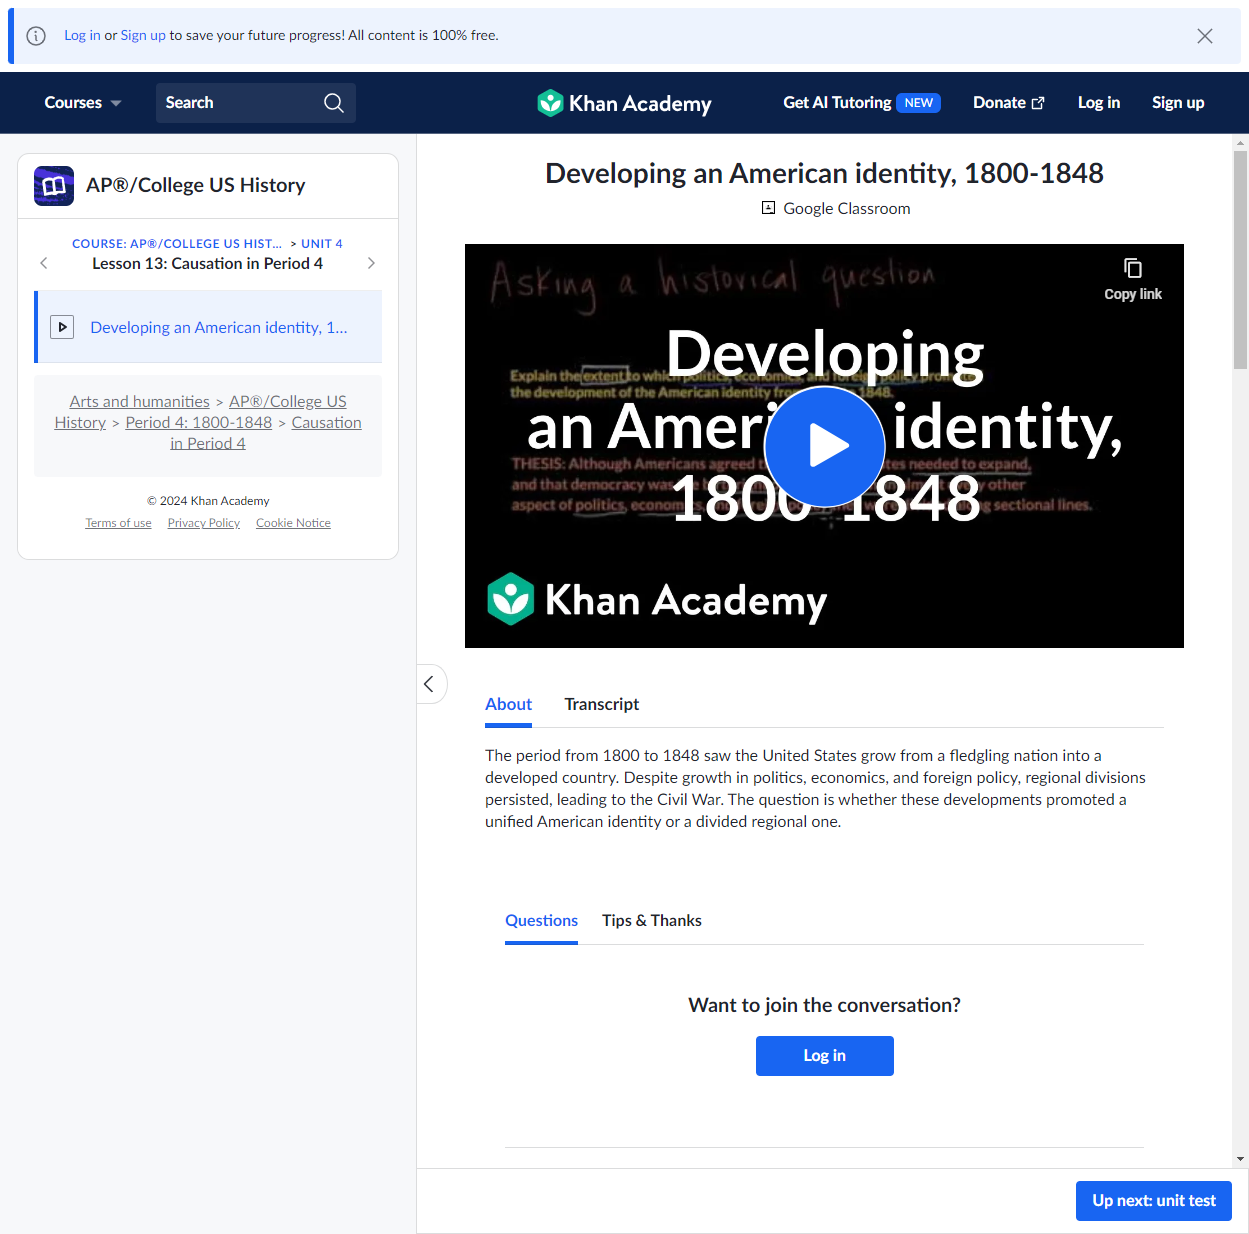 Log in or Sign up to save your future progress! All content is 100% free.
Courses
Search
Khan Academy
Get AI Tutoring NEW
Donate
Log in
Sign up
AP®/College US History
COURSE: AP®/COLLEGE US HIST... > UNIT 4
Lesson 13: Causation in Period 4
Developing an American identity, 1...
Arts and humanities > AP®/College US
History > Period 4: 1800-1848 > Causation
in Period 4
© 2024 Khan Academy
Terms of use Privacy Policy Cookie Notice
Developing an American identity, 1800-1848
Google Classroom
Asking a historical question
Copy link
Developing
an American identity,
1800-1848
Explain the extent to which politics, economics, and foreign policy promoted
the development of the American identity from 1800-1848.
THESIS: Although Americans agreed needed to expand,
and that democracy was other
aspect of politics, sectional lines.
Khan Academy
About Transcript
The period from 1800 to 1848 saw the United States grow from a fledgling nation into a
developed country. Despite growth in politics, economics, and foreign policy, regional divisions
persisted, leading to the Civil War. The question is whether these developments promoted a
unified American identity or a divided regional one.
Questions Tips & Thanks
Want to join the conversation?
Log in
Up next: unit test